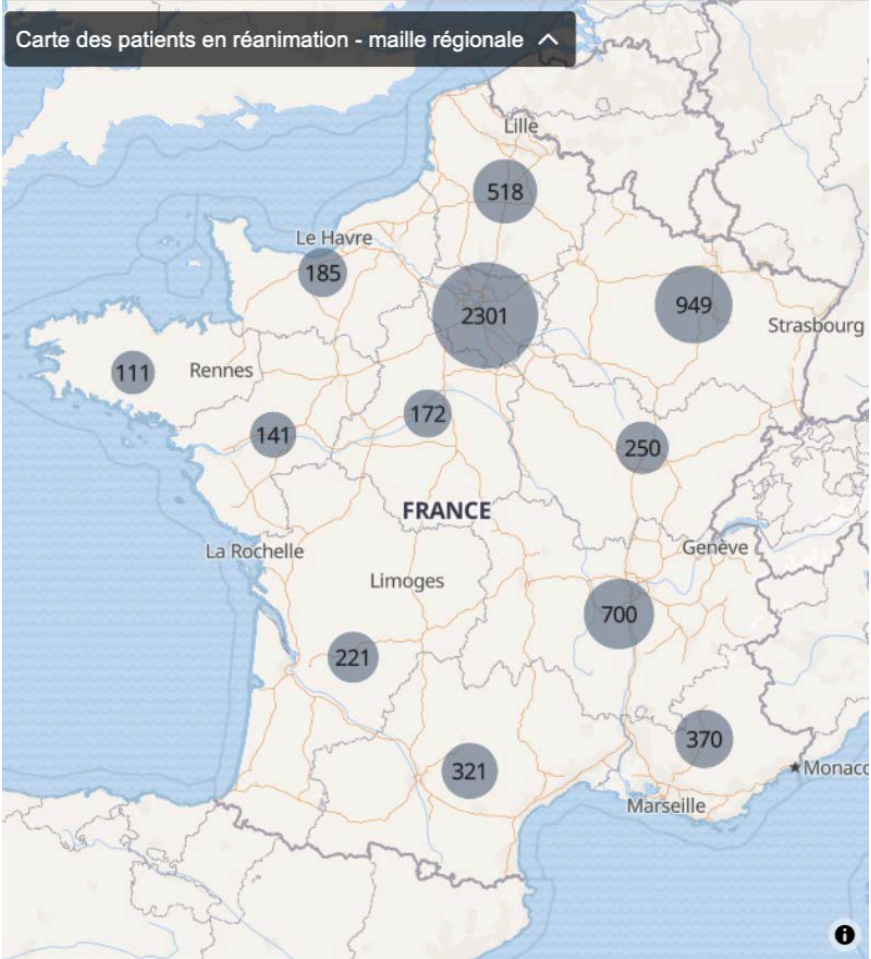 Carte des patients en réanimation - maille régionale
Lille
518
Le Havre
185
2301
949
Strasbourg
111
Rennes
172
141
250
FRANCE
La Rochelle
Genève
Limoges
700
221
370
321
Monaco
Marseille